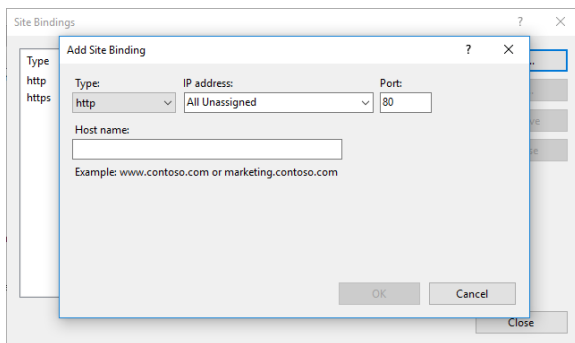 Site Bindings ? ×
Add Site Binding ? ×
Type
http
https
Type: IP address: Port:
http All Unassigned 80
Host name:
Example: www.contoso.com or marketing.contoso.com
OK Cancel
Close